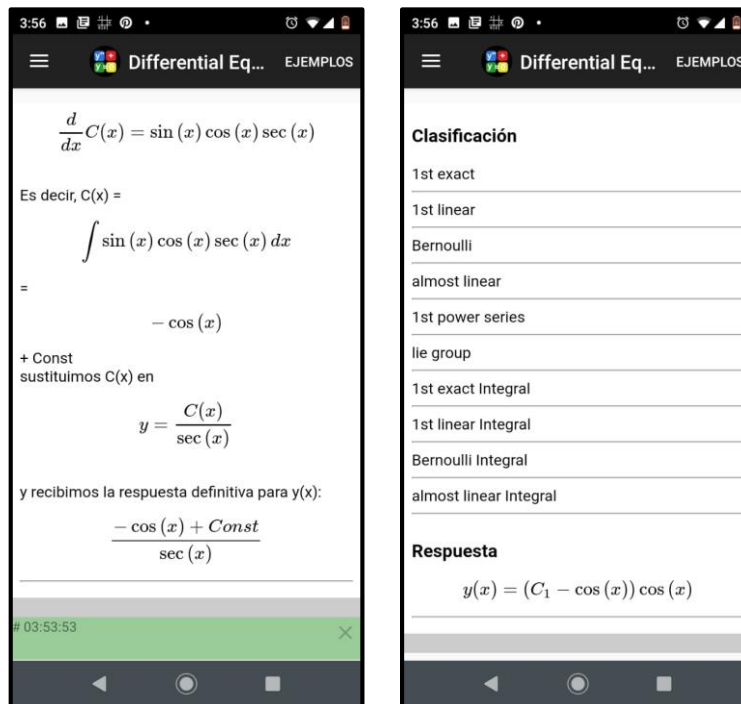 3:56
Differential Eq... EJEMPLOS
d/dx C(x) = sin (x) cos (x) sec (x)
Es decir, C(x) =
∫ sin (x) cos (x) sec (x) dx
=
− cos (x)
+ Const
sustituimos C(x) en
y = C(x)/sec (x)
y recibimos la respuesta definitiva para y(x):
(− cos (x) + Const)/sec (x)
# 03:53:53
3:56
Differential Eq... EJEMPLOS
Clasificación
1st exact
1st linear
Bernoulli
almost linear
1st power series
lie group
1st exact Integral
1st linear Integral
Bernoulli Integral
almost linear Integral
Respuesta
y(x) = (C₁ − cos (x)) cos (x)